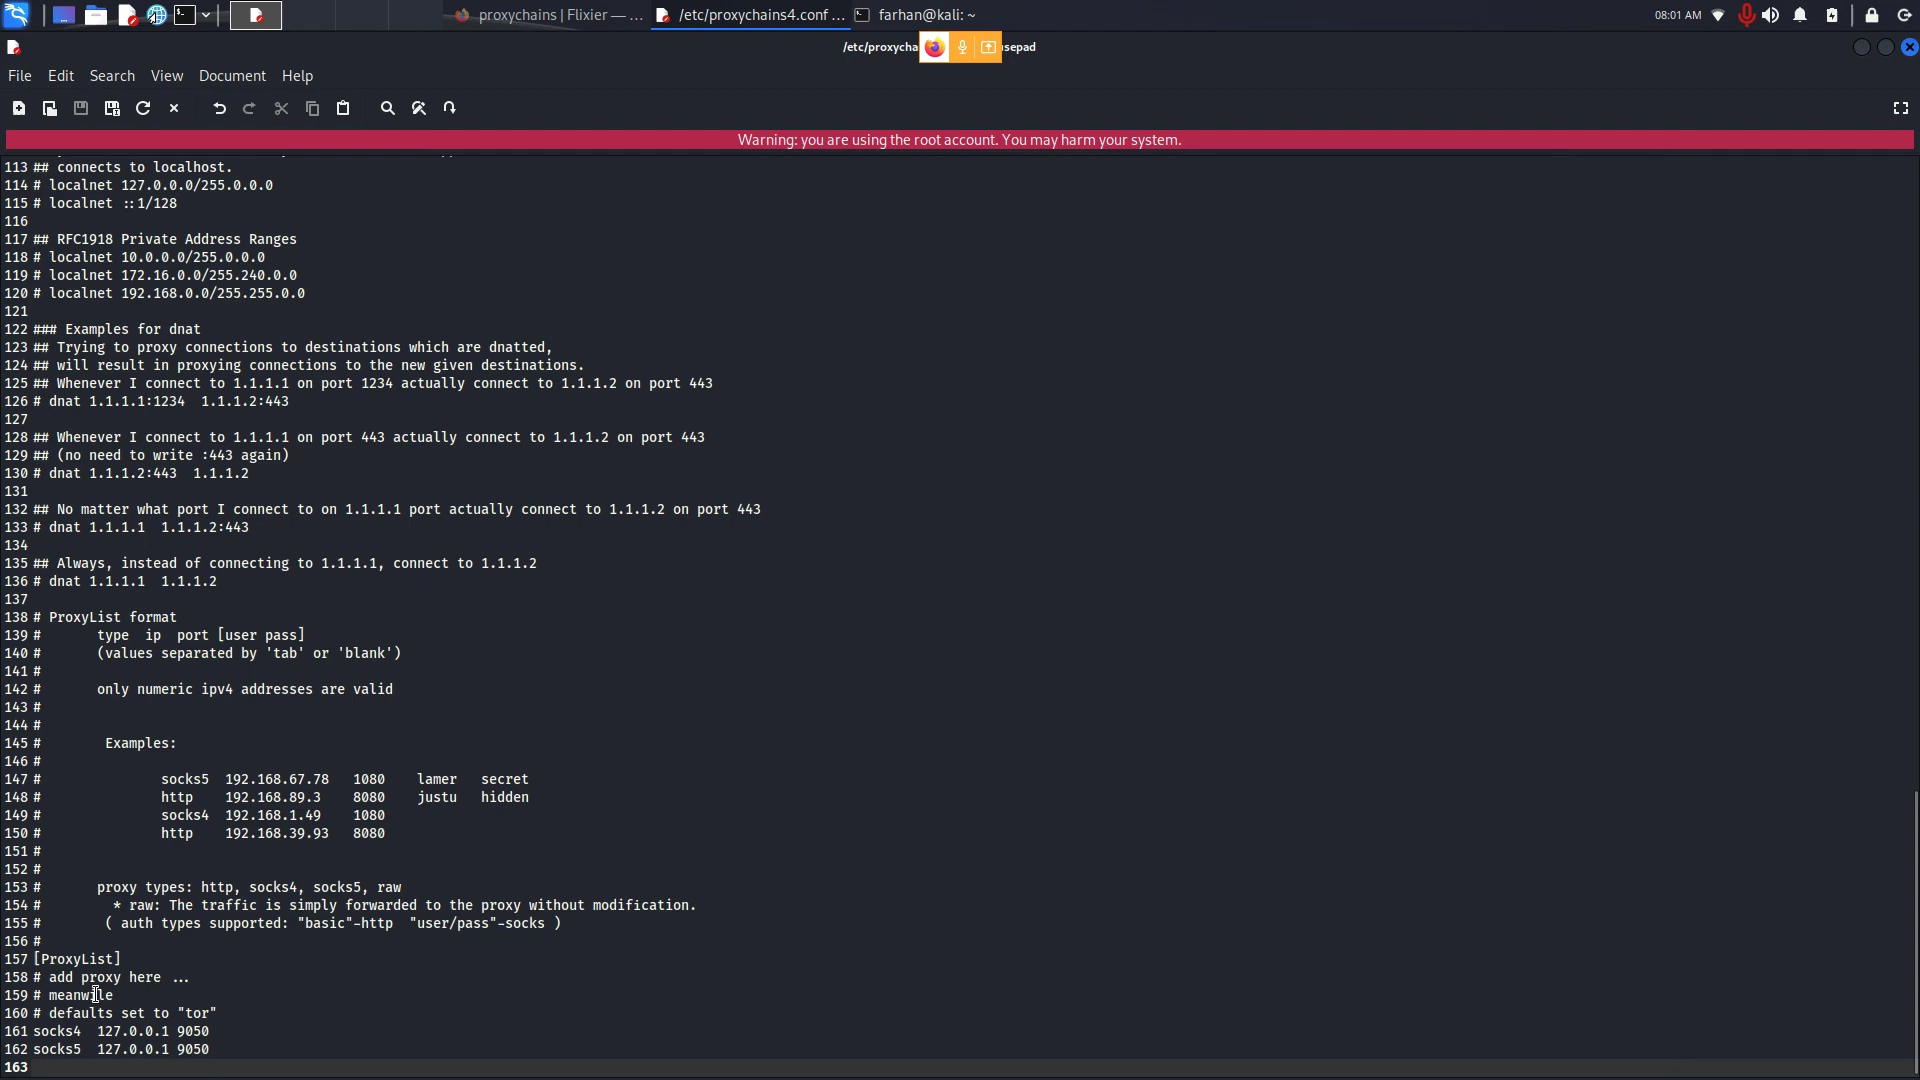 proxychains | Flixier — ...
/etc/proxychains4.conf ...
farhan@kali: ~
08:01 AM
/etc/proxycha
usepad
File Edit Search View Document Help
Warning: you are using the root account. You may harm your system.
113 ## connects to localhost.
114 # localnet 127.0.0.0/255.0.0.0
115 # localnet ::1/128
116
117 ## RFC1918 Private Address Ranges
118 # localnet 10.0.0.0/255.0.0.0
119 # localnet 172.16.0.0/255.240.0.0
120 # localnet 192.168.0.0/255.255.0.0
121
122 ### Examples for dnat
123 ## Trying to proxy connections to destinations which are dnatted,
124 ## will result in proxying connections to the new given destinations.
125 ## Whenever I connect to 1.1.1.1 on port 1234 actually connect to 1.1.1.2 on port 443
126 # dnat 1.1.1.1:1234  1.1.1.2:443
127
128 ## Whenever I connect to 1.1.1.1 on port 443 actually connect to 1.1.1.2 on port 443
129 ## (no need to write :443 again)
130 # dnat 1.1.1.2:443  1.1.1.2
131
132 ## No matter what port I connect to on 1.1.1.1 port actually connect to 1.1.1.2 on port 443
133 # dnat 1.1.1.1  1.1.1.2:443
134
135 ## Always, instead of connecting to 1.1.1.1, connect to 1.1.1.2
136 # dnat 1.1.1.1  1.1.1.2
137
138 # ProxyList format
139 #       type  ip  port [user pass]
140 #       (values separated by 'tab' or 'blank')
141 #
142 #       only numeric ipv4 addresses are valid
143 #
144 #
145 #        Examples:
146 #
147 #               socks5  192.168.67.78   1080    lamer   secret
148 #               http    192.168.89.3    8080    justu   hidden
149 #               socks4  192.168.1.49    1080
150 #               http    192.168.39.93   8080
151 #
152 #
153 #       proxy types: http, socks4, socks5, raw
154 #         * raw: The traffic is simply forwarded to the proxy without modification.
155 #        ( auth types supported: "basic"-http  "user/pass"-socks )
156 #
157 [ProxyList]
158 # add proxy here ...
159 # meanwile
160 # defaults set to "tor"
161 socks4  127.0.0.1 9050
162 socks5  127.0.0.1 9050
163